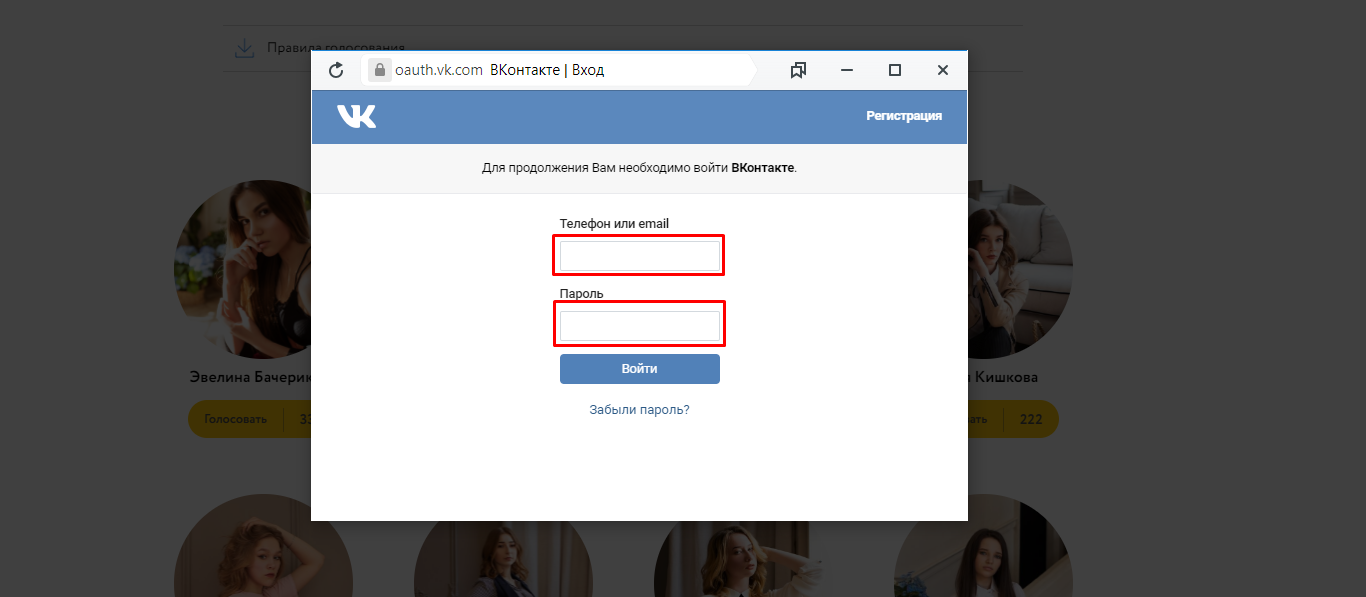 Правила голосования
oauth.vk.com ВКонтакте | Вход
Регистрация
Для продолжения Вам необходимо войти ВКонтакте.
Телефон или email
Пароль
Войти
Забыли пароль?
Эвелина Бачерик
Кишкова
Голосовать
222